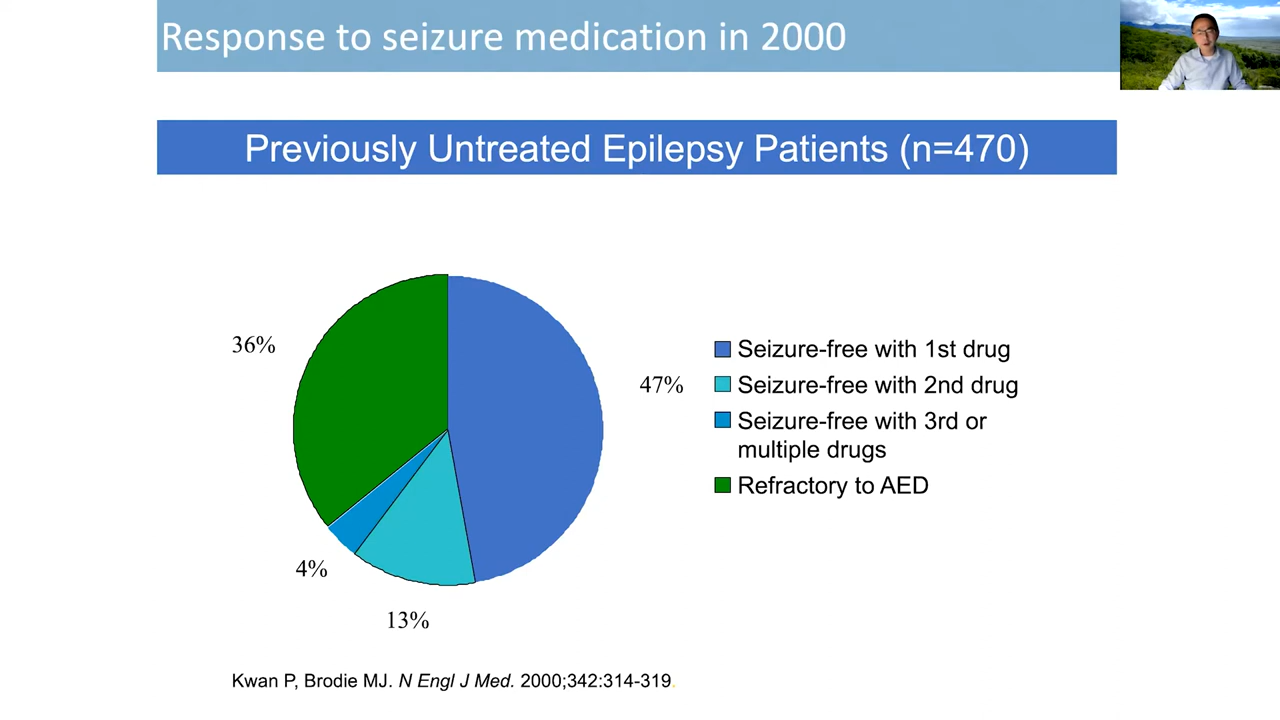 Response to seizure medication in 2000
Previously Untreated Epilepsy Patients (n=470)
36%
47%
4%
13%
Seizure-free with 1st drug
Seizure-free with 2nd drug
Seizure-free with 3rd or
multiple drugs
Refractory to AED
Kwan P, Brodie MJ. N Engl J Med. 2000;342:314-319.